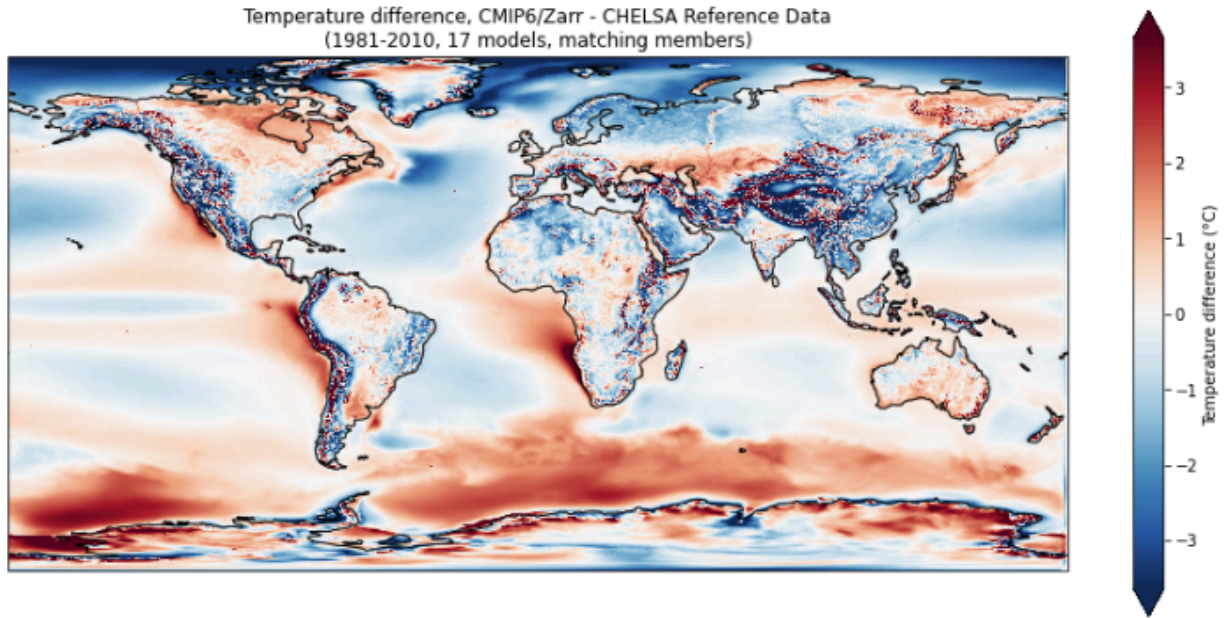 Temperature difference, CMIP6/Zarr - CHELSA Reference Data
(1981-2010, 17 models, matching members)
3
2
1
0
−1
−2
−3
Temperature difference (°C)